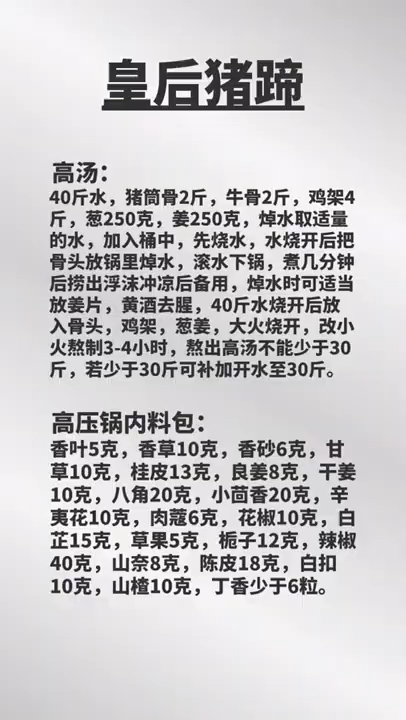 皇后猪蹄
高汤：
40斤水，猪筒骨2斤，牛骨2斤，鸡架4
斤，葱250克，姜250克，焯水取适量
的水，加入桶中，先烧水，水烧开后把
骨头放锅里焯水，滚水下锅，煮几分钟
后捞出浮沫冲凉后备用，焯水时可适当
放姜片，黄酒去腥，40斤水烧开后放
入骨头，鸡架，葱姜，大火烧开，改小
火熬制3-4小时，熬出高汤不能少于30
斤，若少于30斤可补加开水至30斤。
高压锅内料包：
香叶5克，香草10克，香砂6克，甘
草10克，桂皮13克，良姜8克，干姜
10克，八角20克，小茴香20克，辛
夷花10克，肉蔻6克，花椒10克，白
芷15克，草果5克，栀子12克，辣椒
40克，山奈8克，陈皮18克，白扣
10克，山楂10克，丁香少于6粒。